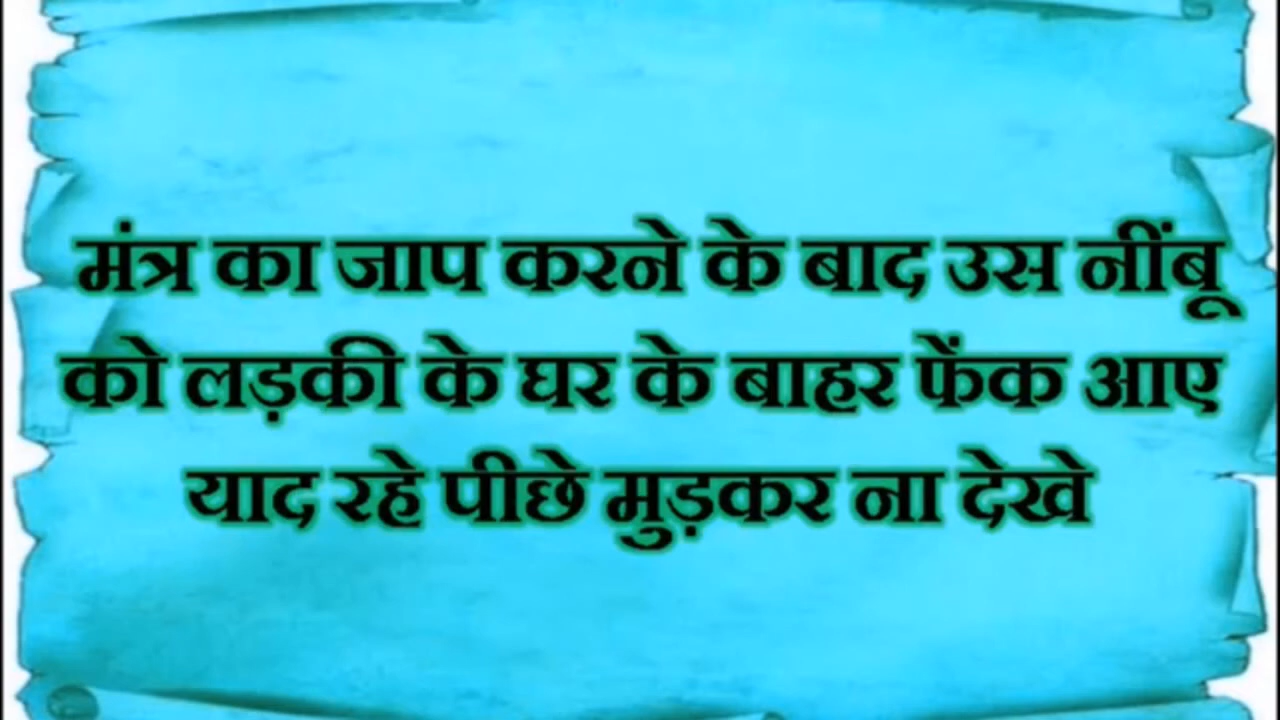 मंत्र का जाप करने के बाद उस नींबू
को लड़की के घर के बाहर फेंक आए
याद रहे पीछे मुड़कर ना देखे